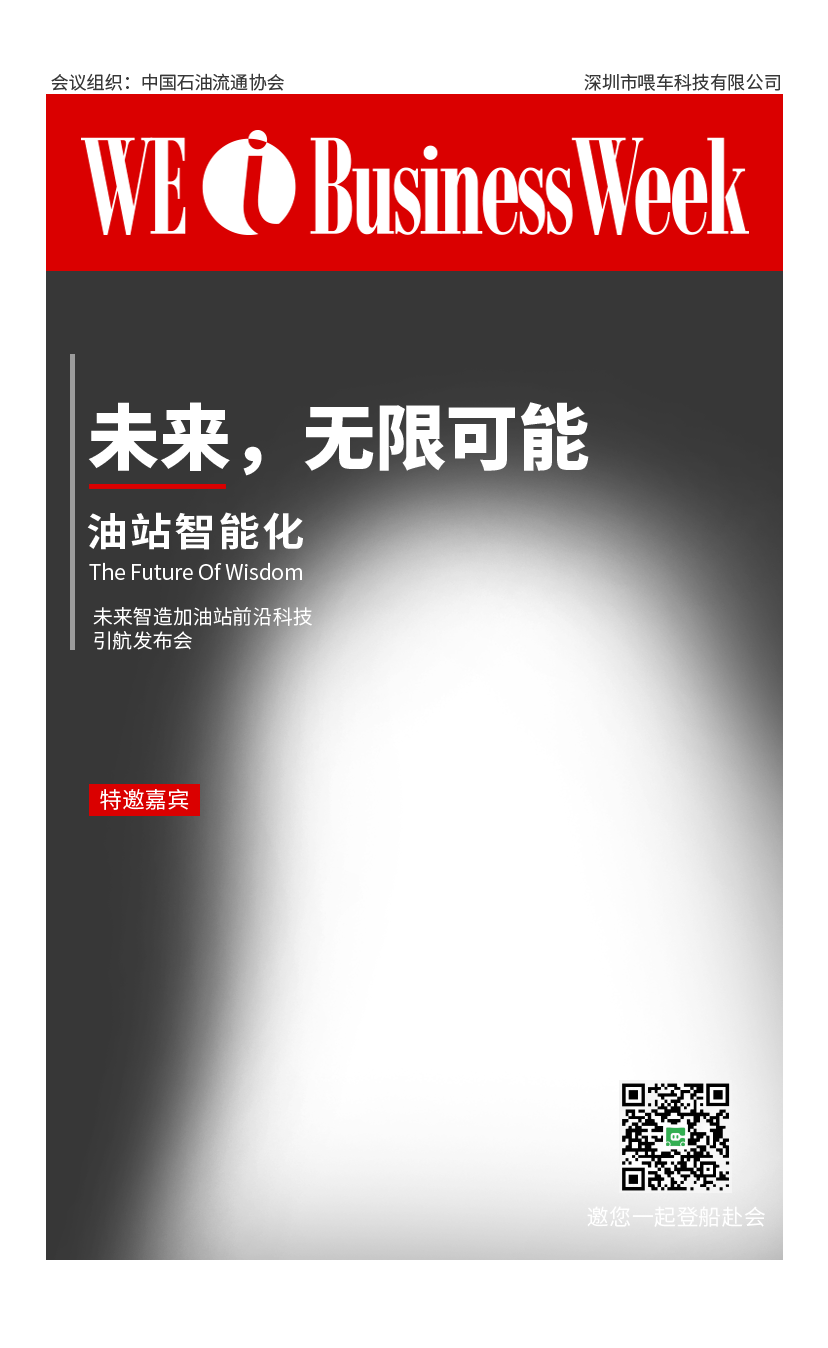 会议组织：中国石油流通协会
深圳市喂车科技有限公司
WE i BusinessWeek
未来，无限可能
油站智能化
The Future Of Wisdom
未来智造加油站前沿科技
引航发布会
特邀嘉宾
邀您一起登船赴会